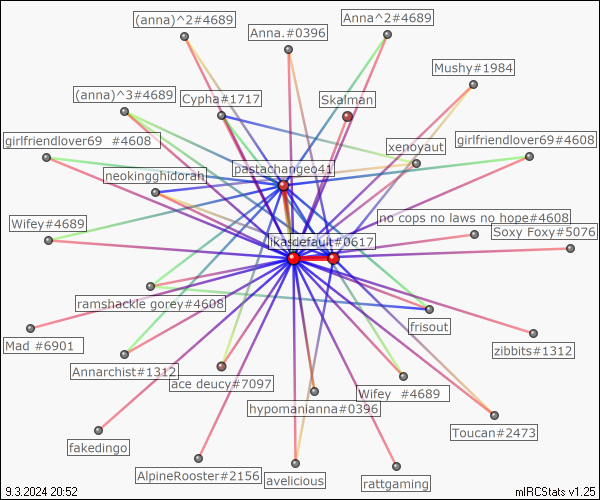 (anna)^2#4689
Anna^2#4689
Anna.#0396
Mushy#1984
(anna)^3#4689
Cypha#1717
Skalman
girlfriendlover69  #4608
xenoyaut
girlfriendlover69#4608
pastachangeo41
neokingghidorah
Wifey#4689
no cops no laws no hope#4608
Soxy Foxy#5076
#0617
ramshackle gorey#4608
frisout
Mad #6901
zibbits#1312
Annarchist#1312
ace deucy#7097
Wifey  #4689
hypomanianna#0396
Toucan#2473
fakedingo
AlpineRooster#2156
avelicious
rattgaming
9.3.2024 20:52
mIRCStats v1.25